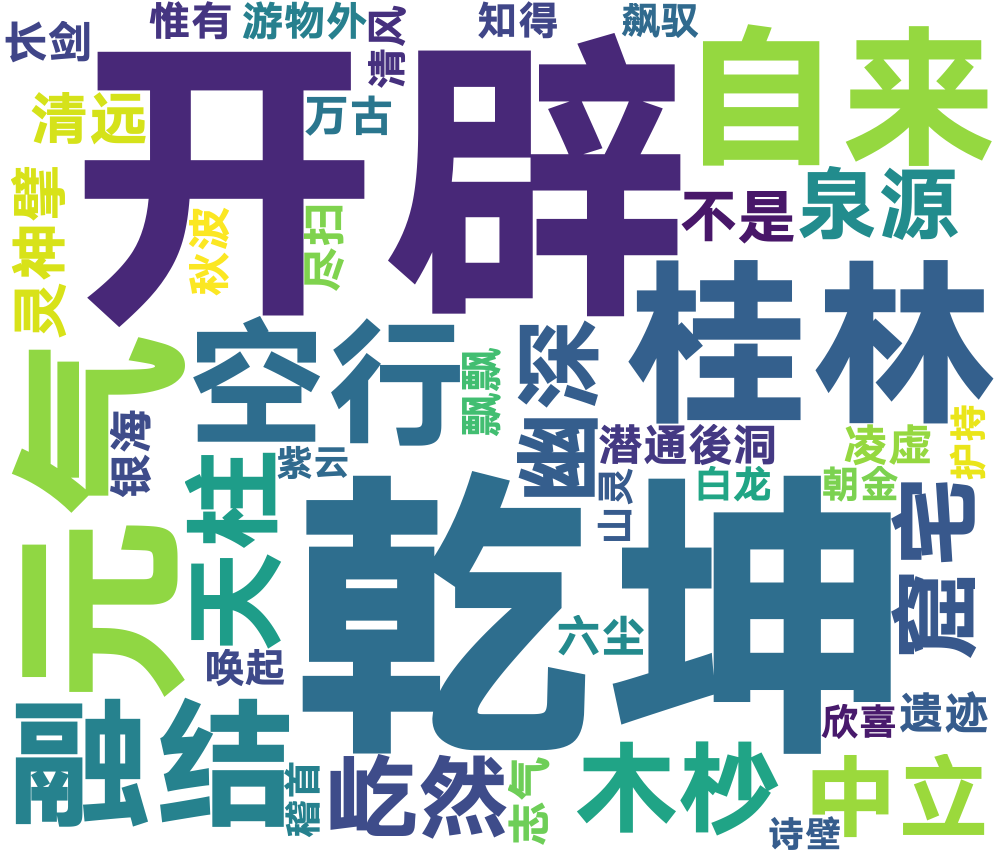 长剑
惟有
游物外
清风
知得
飙驭
开辟
自来
清远
万古
灵神擘
秋波
尽扫
不是
泉源
元气
空行
飘飘
幽深
桂林
银海
紫云
天柱
潜通後洞
凌虚
护持
山灵
白龙
朝金
乾坤
窟宅
六尘
唤起
融结
稽首
屹然
志气
木杪
欣喜
遗迹
中立
诗壁